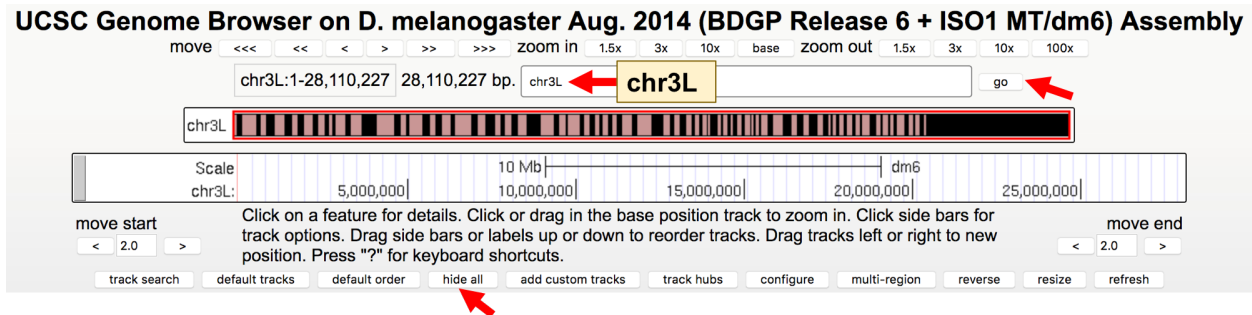 UCSC Genome Browser on D. melanogaster Aug. 2014 (BDGP Release 6 + ISO1 MT/dm6) Assembly
move <<< << < > >> >>> zoom in 1.5x 3x 10x base zoom out 1.5x 3x 10x 100x
chr3L:1-28,110,227 28,110,227 bp. chr3L chr3L go
chr3L
Scale 10 Mb dm6
chr3L: 5,000,000 10,000,000 15,000,000 20,000,000 25,000,000
move start
< 2.0 >
Click on a feature for details. Click or drag in the base position track to zoom in. Click side bars for
track options. Drag side bars or labels up or down to reorder tracks. Drag tracks left or right to new
position. Press "?" for keyboard shortcuts.
move end
< 2.0 >
track search default tracks default order hide all add custom tracks track hubs configure multi-region reverse resize refresh